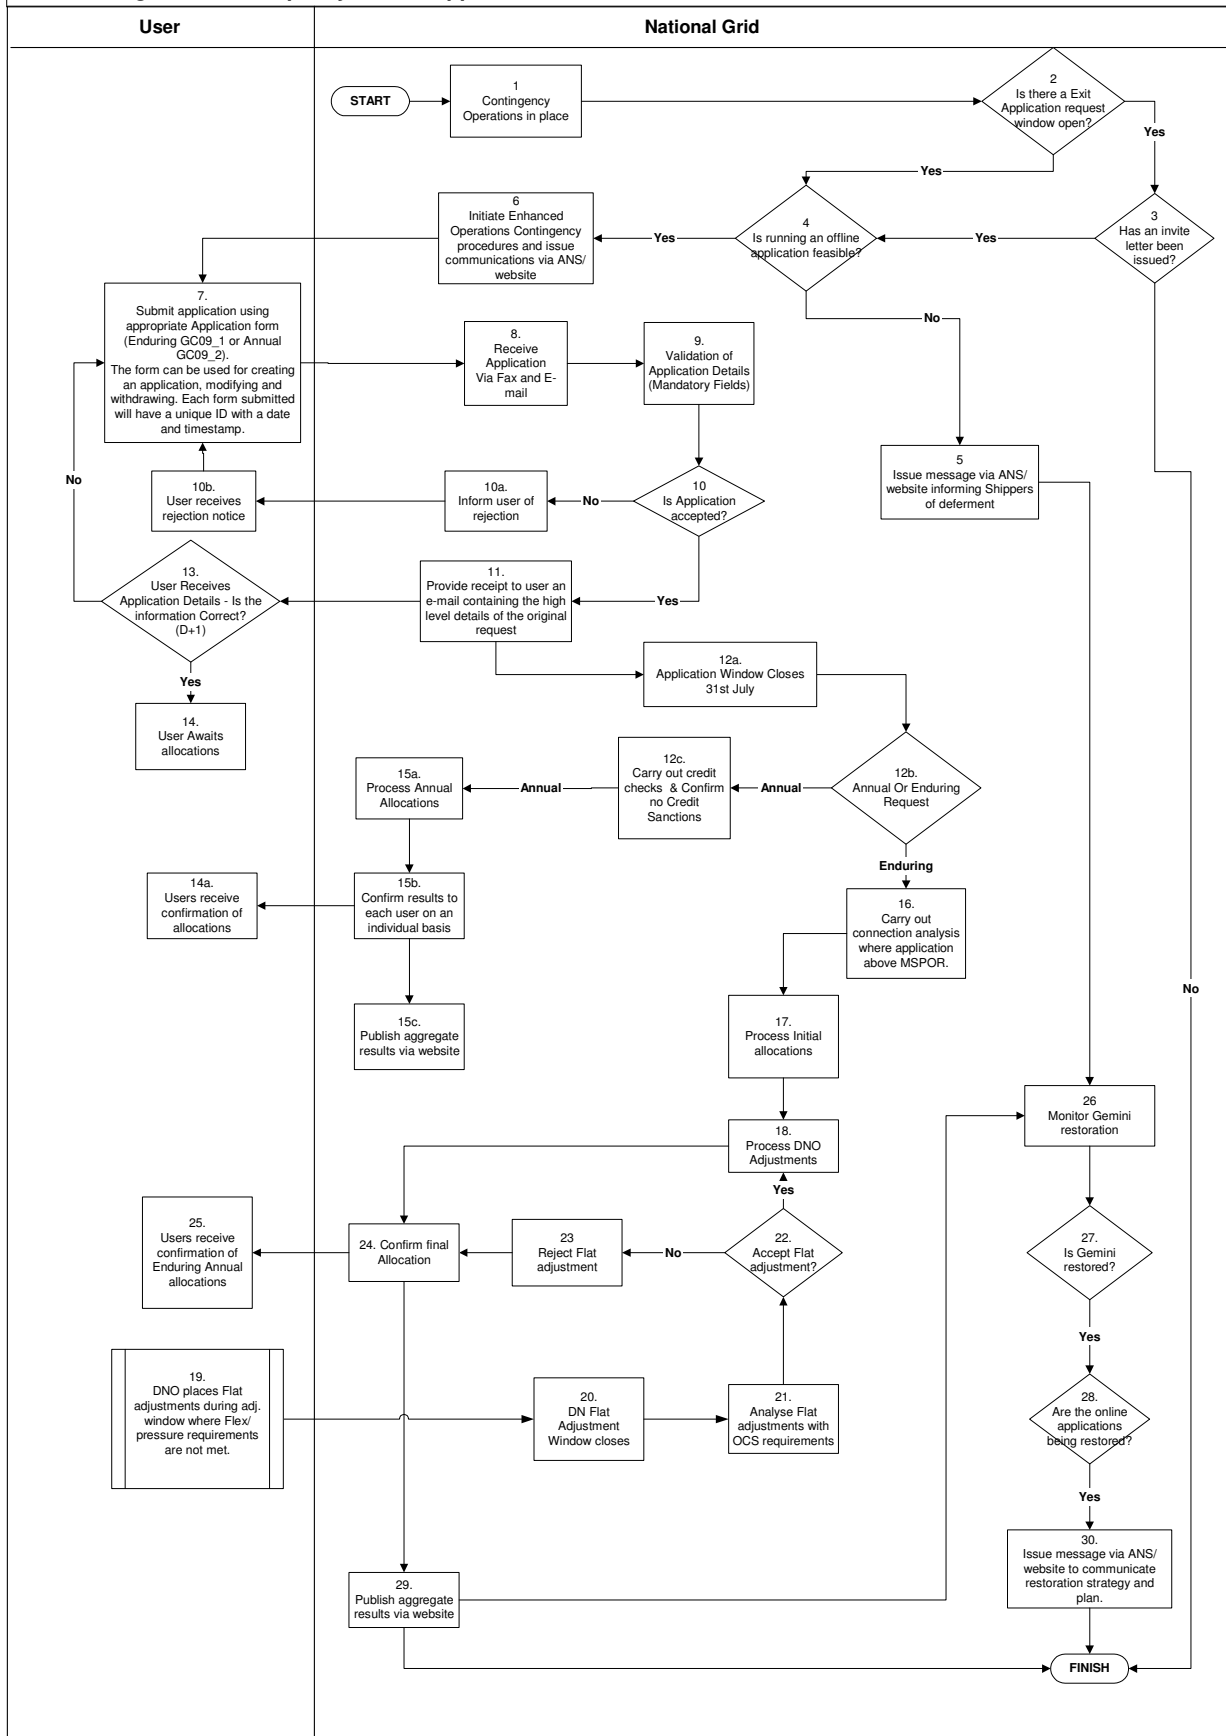 User
National Grid
START
1
Contingency
Operations in place
2
Is there a Exit
Application request
window open?
Yes
Yes
3
Has an invite
letter been
issued?
Yes
4
Is running an offline
application feasible?
Yes
6
Initiate Enhanced
Operations Contingency
procedures and issue
communications via ANS/
website
No
7.
Submit application using
appropriate Application form
(Enduring GC09_1 or Annual
GC09_2).
The form can be used for creating
an application, modifying and
withdrawing. Each form submitted
will have a unique ID with a date
and timestamp.
8.
Receive
Application
Via Fax and E-
mail
9.
Validation of
Application Details
(Mandatory Fields)
5
Issue message via ANS/
website informing Shippers
of deferment
No
10b.
User receives
rejection notice
10a.
Inform user of
rejection
No
10
Is Application
accepted?
Yes
11.
Provide receipt to user an
e-mail containing the high
level details of the original
request
13.
User Receives
Application Details - Is the
information Correct?
(D+1)
Yes
14.
User Awaits
allocations
12a.
Application Window Closes
31st July
12b.
Annual Or Enduring
Request
Annual
12c.
Carry out credit
checks & Confirm
no Credit
Sanctions
Annual
15a.
Process Annual
Allocations
Enduring
14a.
Users receive
confirmation of
allocations
15b.
Confirm results to
each user on an
individual basis
16.
Carry out
connection analysis
where application
above MSPOR.
No
15c.
Publish aggregate
results via website
17.
Process Initial
allocations
26
Monitor Gemini
restoration
18.
Process DNO
Adjustments
Yes
25.
Users receive
confirmation of
Enduring Annual
allocations
24. Confirm final
Allocation
23
Reject Flat
adjustment
No
22.
Accept Flat
adjustment?
27.
Is Gemini
restored?
Yes
19.
DNO places Flat
adjustments during adj.
window where Flex/
pressure requirements
are not met.
20.
DN Flat
Adjustment
Window closes
21.
Analyse Flat
adjustments with
OCS requirements
28.
Are the online
applications
being restored?
Yes
30.
Issue message via ANS/
website to communicate
restoration strategy and
plan.
29.
Publish aggregate
results via website
FINISH